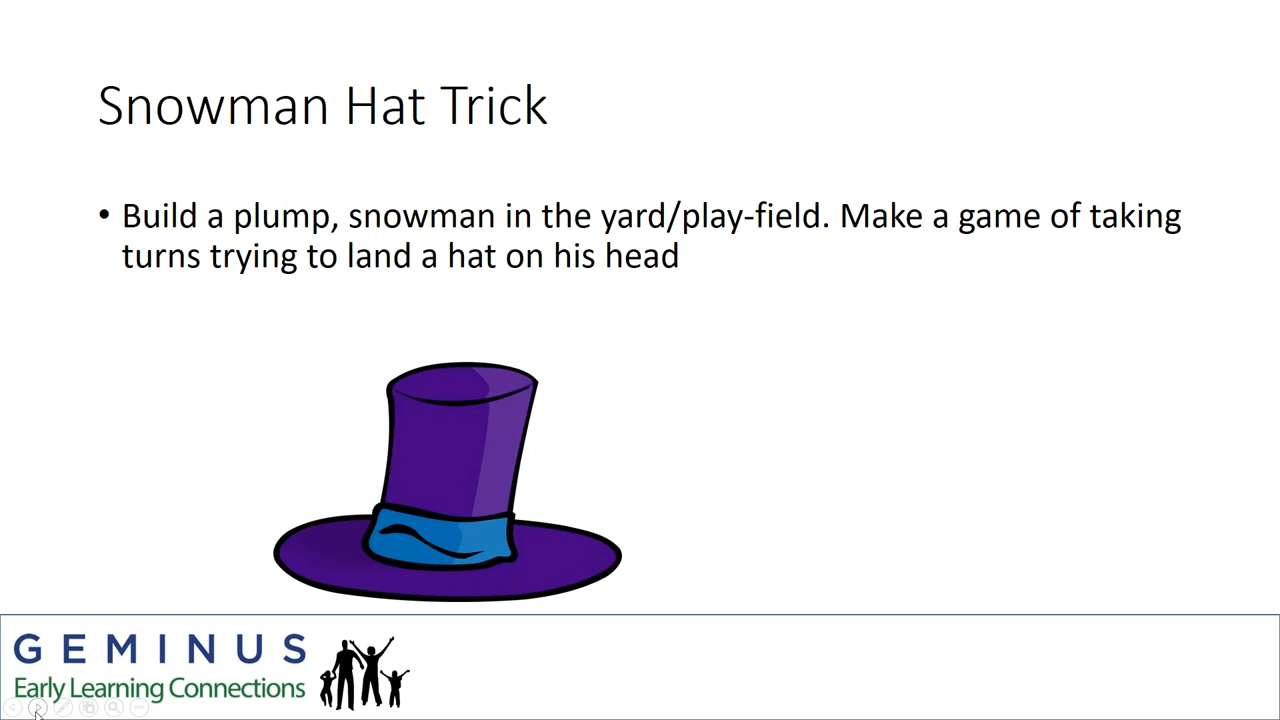 Snowman Hat Trick
• Build a plump, snowman in the yard/play-field. Make a game of taking
turns trying to land a hat on his head
GEMINUS
Early Learning Connections